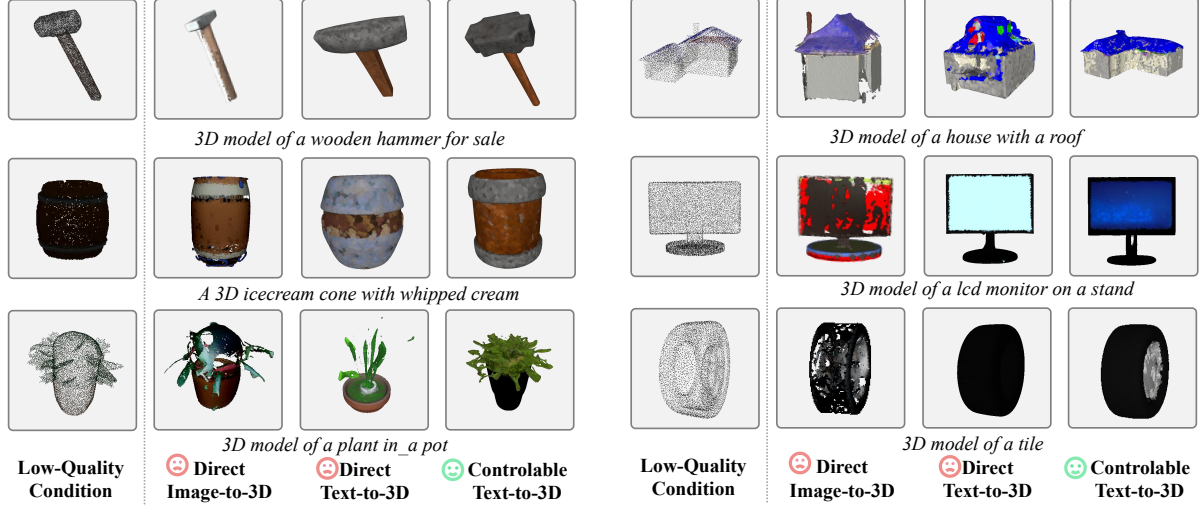 3D model of a wooden hammer for sale
A 3D icecream cone with whipped cream
3D model of a plant in_a pot
Low-Quality
Condition
Direct
Image-to-3D
Direct
Text-to-3D
Controlable
Text-to-3D
3D model of a house with a roof
3D model of a lcd monitor on a stand
3D model of a tile
Low-Quality
Condition
Direct
Image-to-3D
Direct
Text-to-3D
Controlable
Text-to-3D